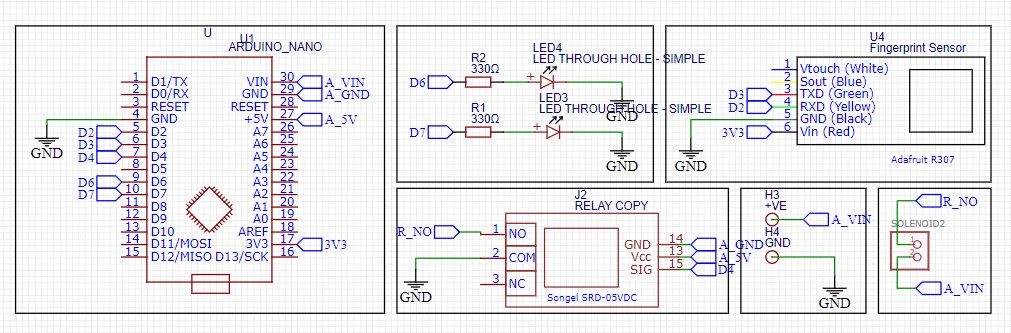 U
U1
ARDUINO_NANO
1 D1/TX VIN 30 A_VIN
2 D0/RX GND 29 A_GND
3 RESET RESET 28
4 GND +5V 27 A_5V
GND
D2 5 D2 A7 26
D3 6 D3 A6 25
D4 7 D4 A5 24
8 D5 A4 23
D6 9 D6 A3 22
D7 10 D7 A2 21
11 D8 A1 20
12 D9 A0 19
13 D10 AREF 18
14 D11/MOSI 3V3 17 3V3
15 D12/MISO D13/SCK 16
R2
330Ω
LED4
LED THROUGH HOLE - SIMPLE
D6
+
GND
R1
330Ω
LED3
LED THROUGH HOLE - SIMPLE
D7
+
GND
U4
Fingerprint Sensor
1 Vtouch (White)
2 Sout (Blue)
D3 3 TXD (Green)
D2 4 RXD (Yellow)
5 GND (Black)
3V3 6 Vin (Red)
GND
Adafruit R307
J2
RELAY COPY
R_NO 1 NO
2 COM
3 NC
GND
GND 14 A_GND
Vcc 13 A_5V
SIG 15 D4
Songel SRD-05VDC
H3
+VE
A_VIN
H4
GND
GND
R_NO
SOLENOID2
1
2
A_VIN